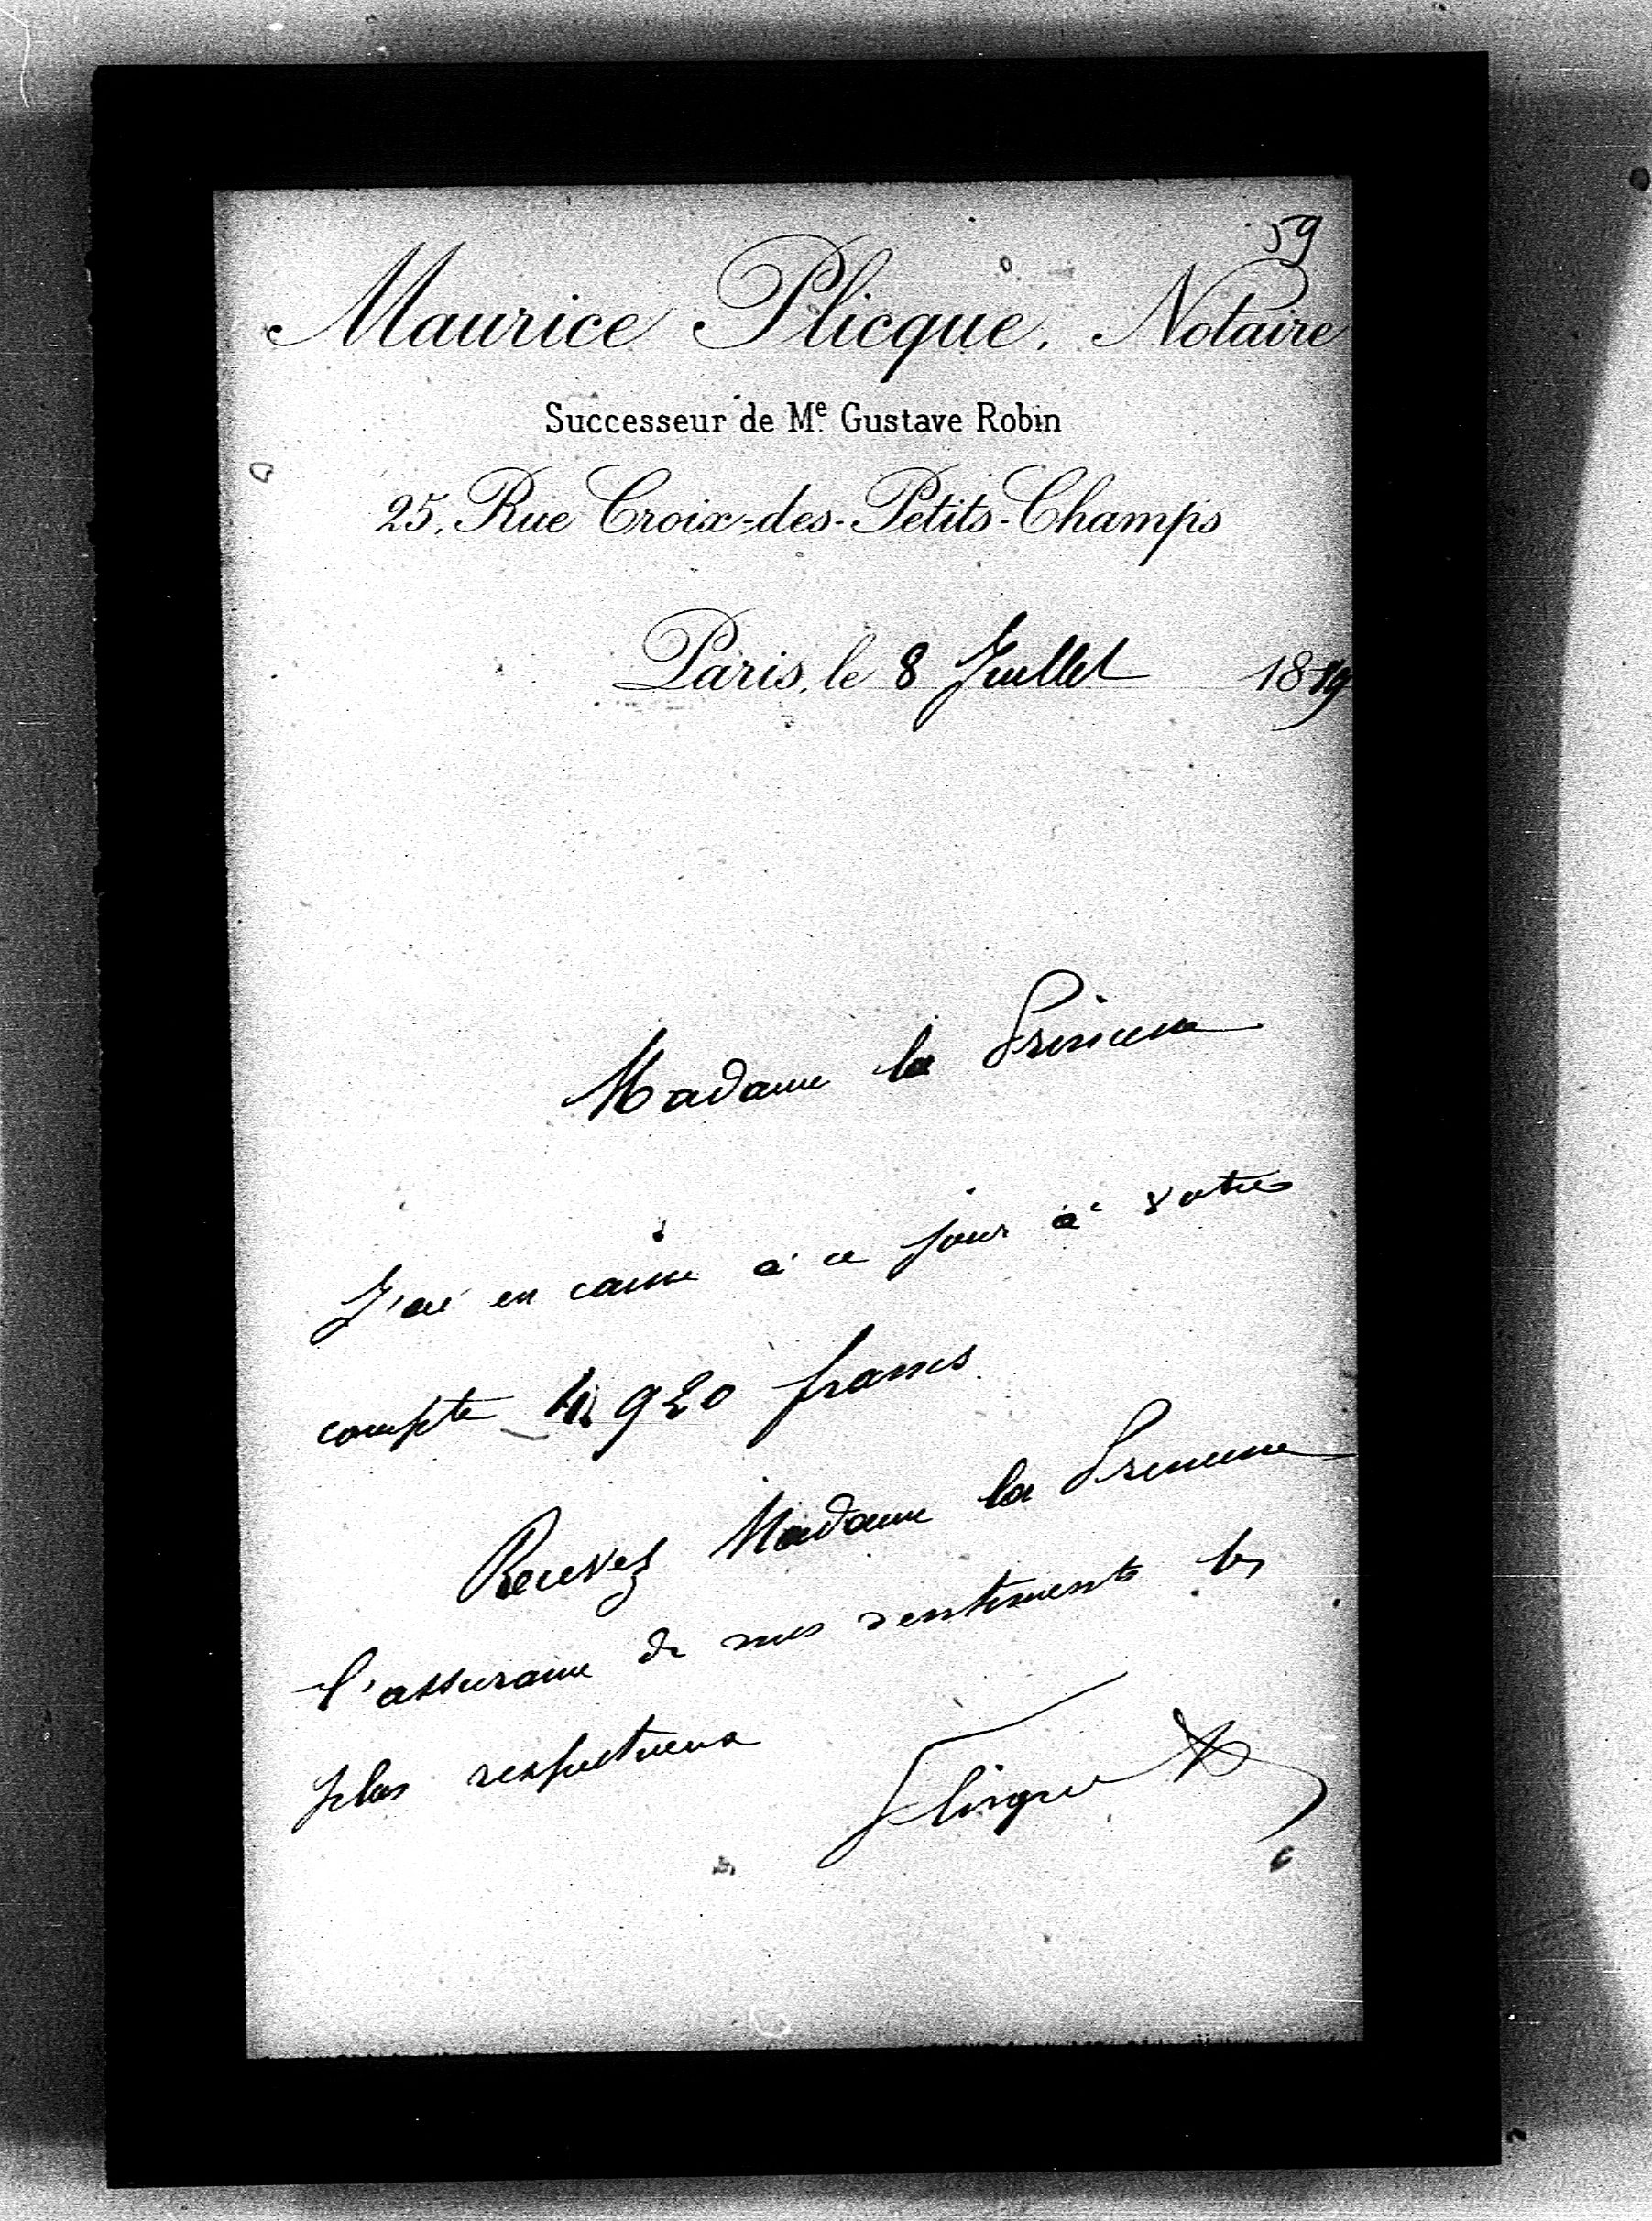 59
Maurice Plicque, Notaire
Successeur de Me. Gustave Robin
25, Rue Croix-des-Petits-Champs
Paris, le 8 Juillet 18
Madame la Princesse
J'ai en caisse à ce jour à votre
compte 4 920 francs.
Recevez Madame la Princesse
l'assurance de mes sentiments les
plus respectueux
Plicque